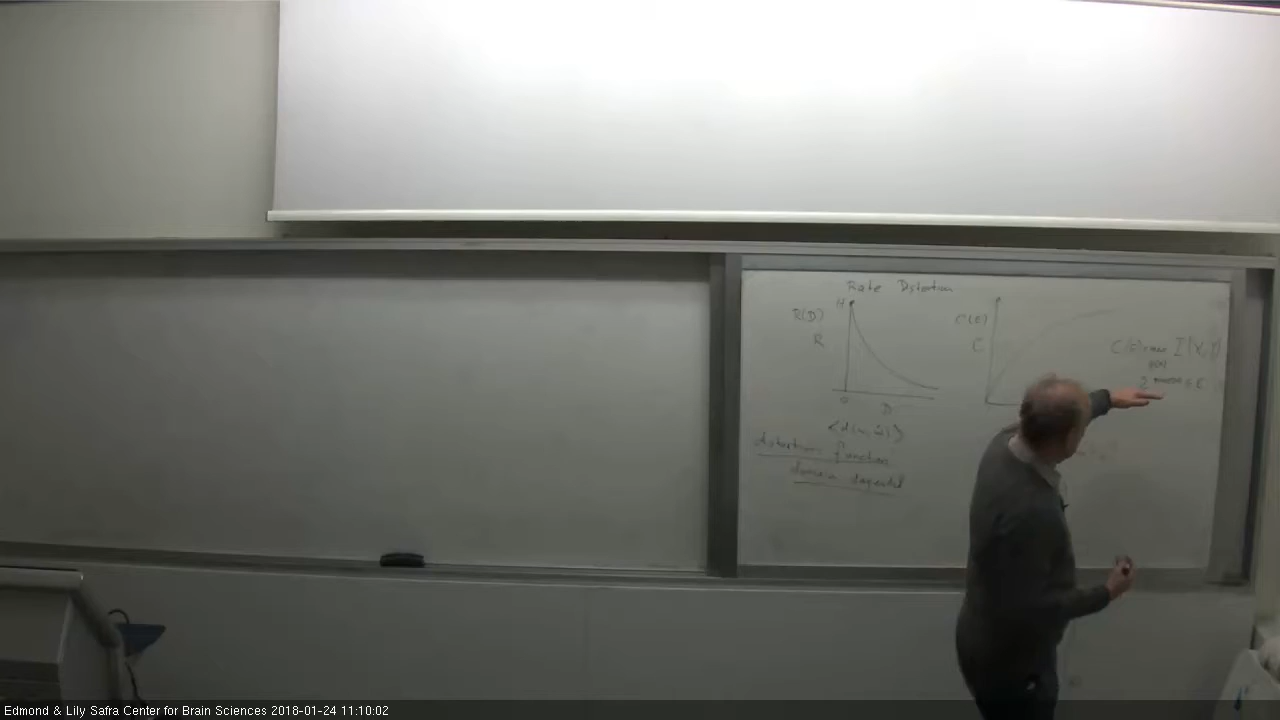 Rate Distortion
H
R(D)
R
0
D
<d(x, x̂)>
distortion function
domain dependent
C(E)
C
C(E)=max I(X,Y)
p(x)
Edmond & Lily Safra Center for Brain Sciences 2018-01-24 11:10:02